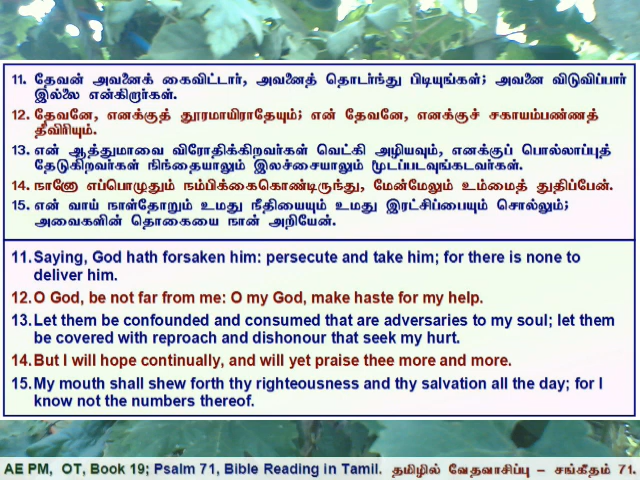 11. தேவன் அவனைக் கைவிட்டார், அவனைத் தொடர்ந்து பிடியுங்கள்; அவனை விடுவிப்பார்
இல்லை என்கிறார்கள்.
12. தேவனே, எனக்குத் தூரமாயிராதேயும்; என் தேவனே, எனக்குச் சகாயம்பண்ணத்
தீவிரியும்.
13. என் ஆத்துமாவை விரோதிக்கிறவர்கள் வெட்கி அழியவும், எனக்குப் பொல்லாப்புத்
தேடுகிறவர்கள் நிந்தையாலும் இலச்சையாலும் மூடப்படவுங்கடவர்கள்.
14. நானோ எப்பொழுதும் நம்பிக்கைகொண்டிருந்து, மேன்மேலும் உம்மைத் துதிப்பேன்.
15. என் வாய் நாள்தோறும் உமது நீதியையும் உமது இரட்சிப்பையும் சொல்லும்;
அவைகளின் தொகையை நான் அறியேன்.
11. Saying, God hath forsaken him: persecute and take him; for there is none to
deliver him.
12. O God, be not far from me: O my God, make haste for my help.
13. Let them be confounded and consumed that are adversaries to my soul; let them
be covered with reproach and dishonour that seek my hurt.
14. But I will hope continually, and will yet praise thee more and more.
15. My mouth shall shew forth thy righteousness and thy salvation all the day; for I
know not the numbers thereof.
AE PM, OT, Book 19; Psalm 71, Bible Reading in Tamil. தமிழில் வேதவாசிப்பு – சங்கீதம் 71.